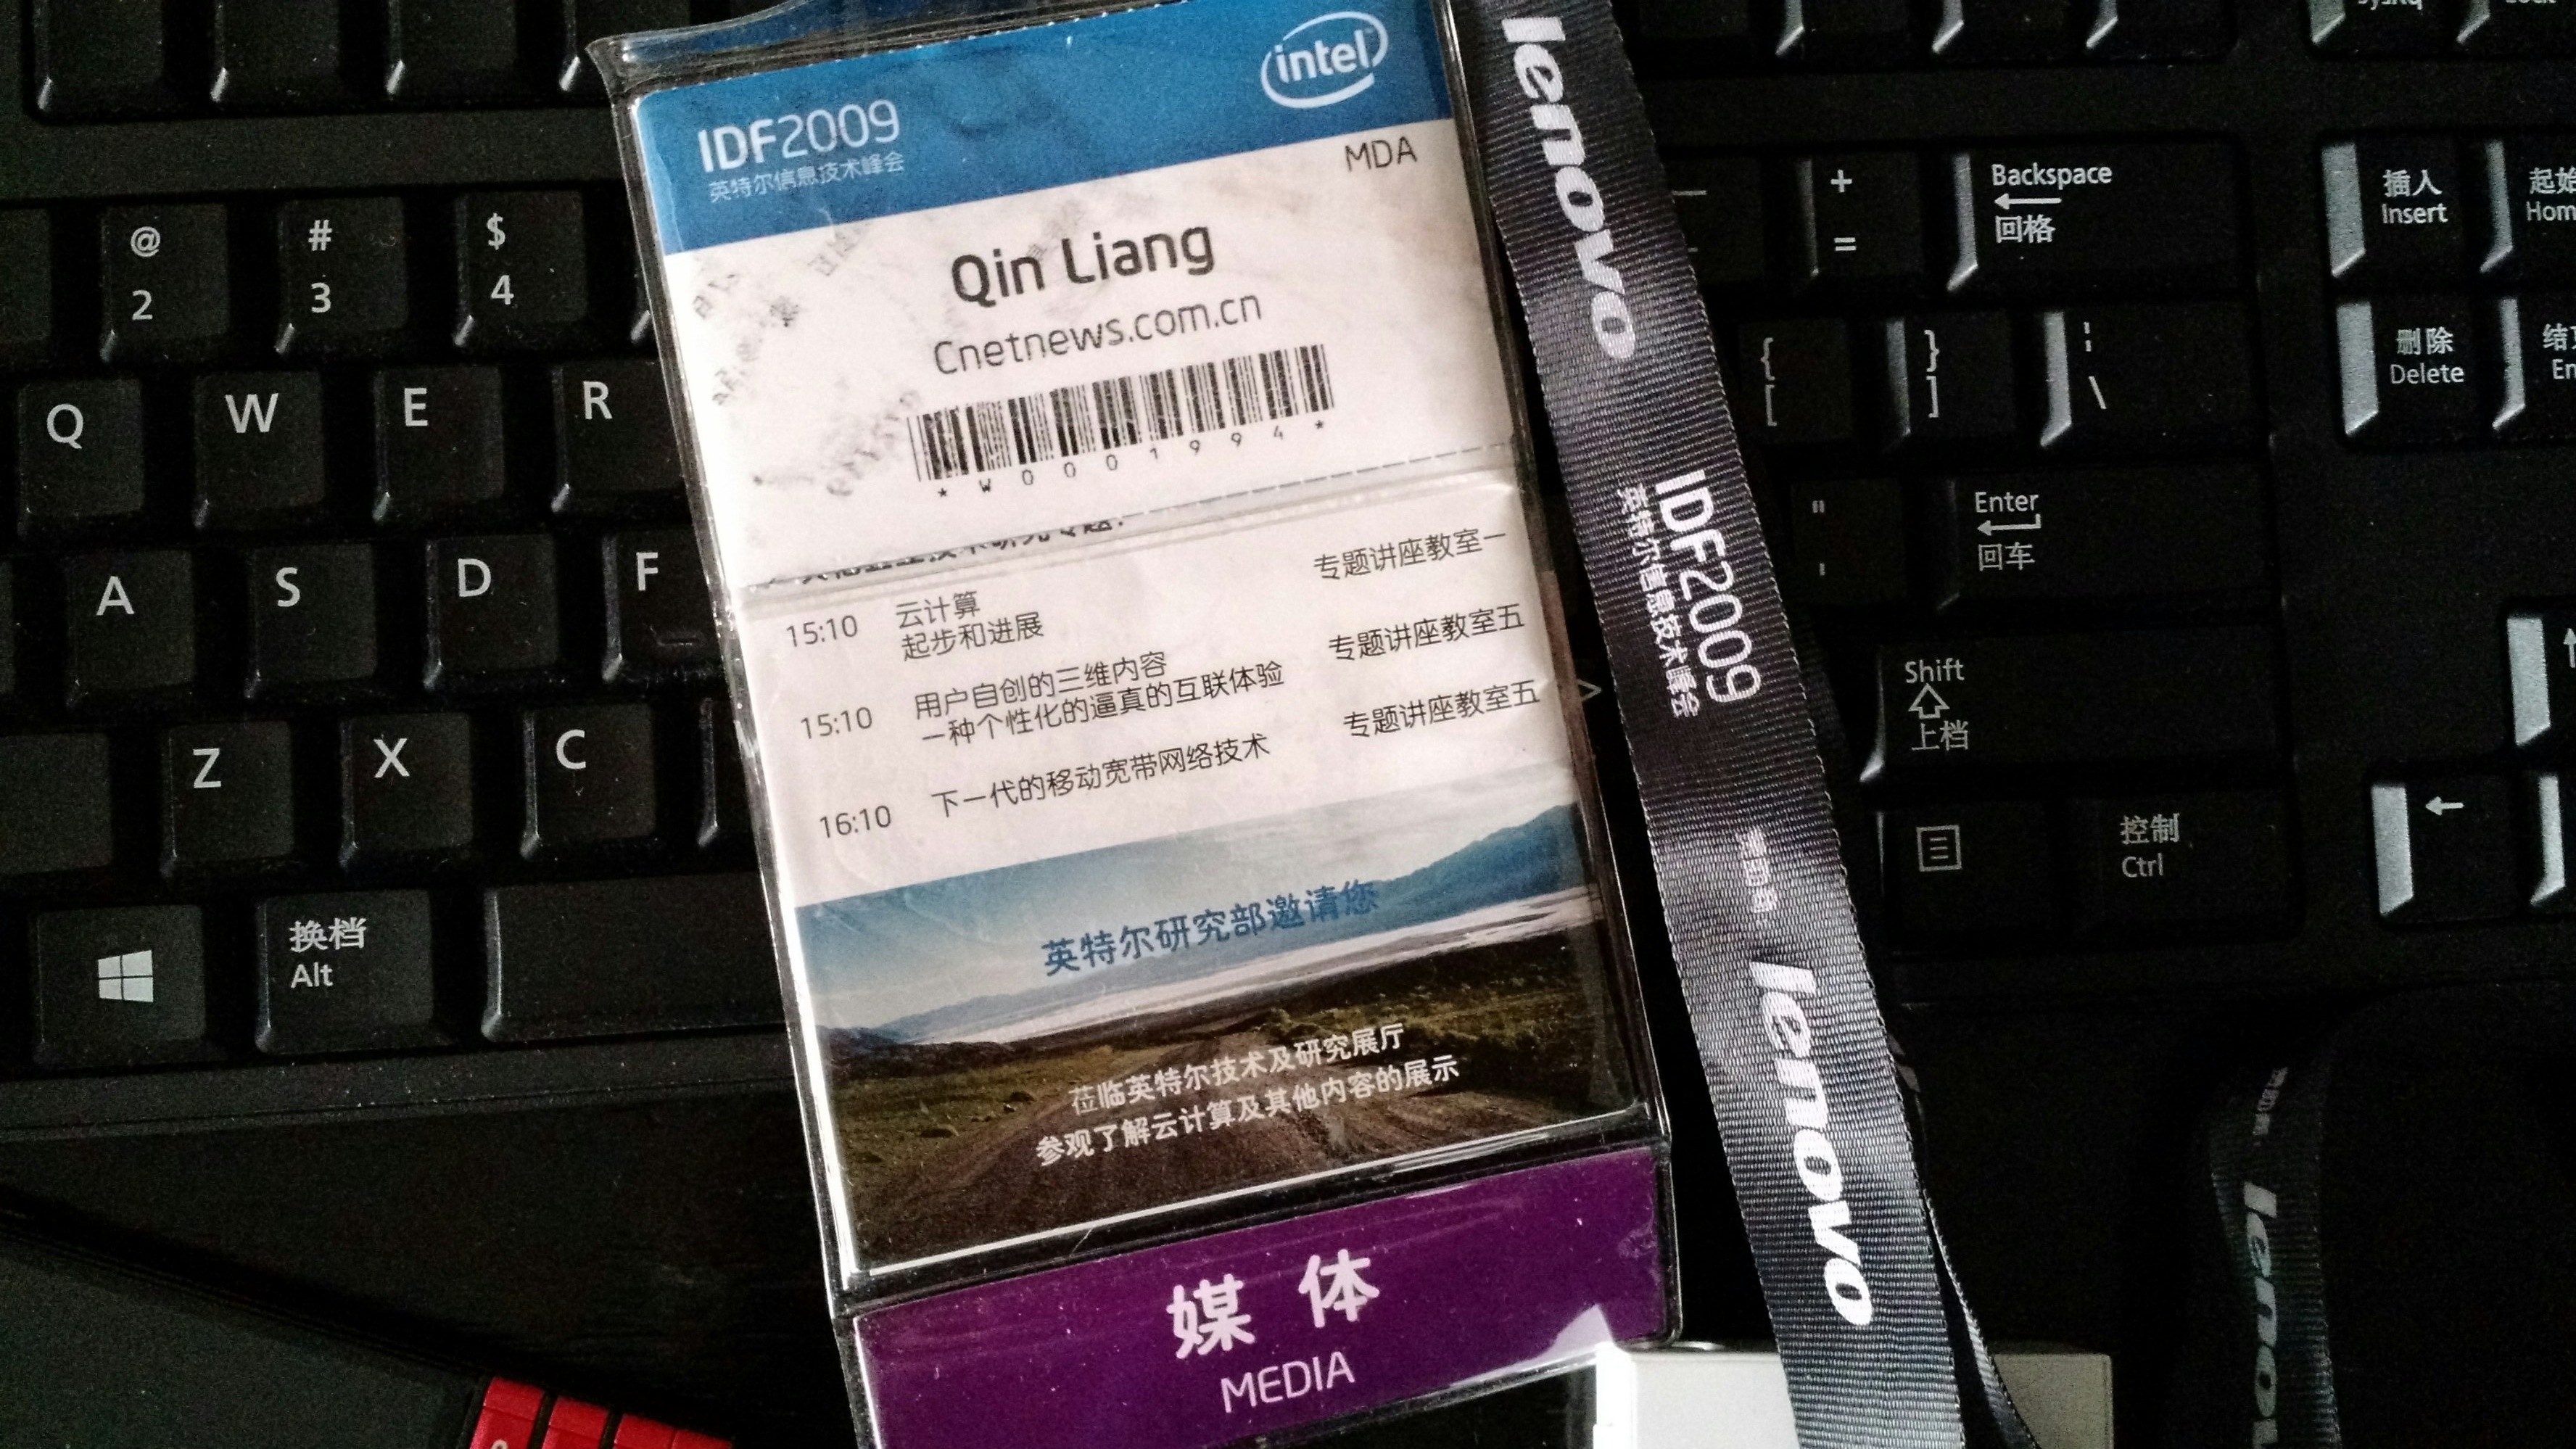 intel
IDF2009
英特尔信息技术峰会
MDA
Qin Liang
Cnetnews.com.cn
* W 0 0 0 1 9 9 4 *
15:10 云计算 专题讲座教室一
起步和进展
15:10 用户自创的三维内容 专题讲座教室五
一种个性化的逼真的互联体验
16:10 下一代的移动宽带网络技术 专题讲座教室五
英特尔研究部邀请您
莅临英特尔技术及研究展厅
参观了解云计算及其他内容的展示
媒体
MEDIA
lenovo
IDF2009
英特尔信息技术峰会
lenovo
lenovo
@ # $
2 3 4
Q W E R
A S D F
Z X C
换档
Alt
+
=
Backspace
←
回格
插入
Insert
起始
Hom
{ }
[ ] \
删除
Delete
En
"
'
Enter
回车
>
Shift
上档
控制
Ctrl
←